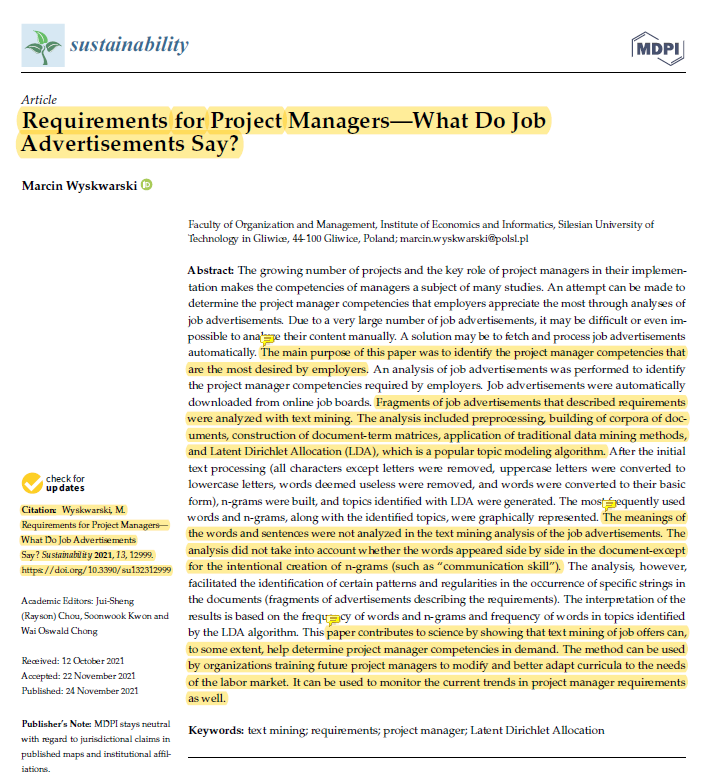 sustainability
MDPI
Article
Requirements for Project Managers—What Do Job
Advertisements Say?
Marcin Wyskwarski
Faculty of Organization and Management, Institute of Economics and Informatics, Silesian University of
Technology in Gliwice, 44-100 Gliwice, Poland; marcin.wyskwarski@polsl.pl
Abstract: The growing number of projects and the key role of project managers in their implemen-
tation makes the competencies of managers a subject of many studies. An attempt can be made to
determine the project manager competencies that employers appreciate the most through analyses of
job advertisements. Due to a very large number of job advertisements, it may be difficult or even im-
possible to analyze their content manually. A solution may be to fetch and process job advertisements
automatically. The main purpose of this paper was to identify the project manager competencies that
are the most desired by employers. An analysis of job advertisements was performed to identify
the project manager competencies required by employers. Job advertisements were automatically
downloaded from online job boards. Fragments of job advertisements that described requirements
were analyzed with text mining. The analysis included preprocessing, building of corpora of doc-
uments, construction of document-term matrices, application of traditional data mining methods,
and Latent Dirichlet Allocation (LDA), which is a popular topic modeling algorithm. After the initial
text processing (all characters except letters were removed, uppercase letters were converted to
lowercase letters, words deemed useless were removed, and words were converted to their basic
form), n-grams were built, and topics identified with LDA were generated. The most frequently used
words and n-grams, along with the identified topics, were graphically represented. The meanings of
the words and sentences were not analyzed in the text mining analysis of the job advertisements. The
analysis did not take into account whether the words appeared side by side in the document-except
for the intentional creation of n-grams (such as “communication skill”). The analysis, however,
facilitated the identification of certain patterns and regularities in the occurrence of specific strings in
the documents (fragments of advertisements describing the requirements). The interpretation of the
results is based on the frequency of words and n-grams and frequency of words in topics identified
by the LDA algorithm. This paper contributes to science by showing that text mining of job offers can,
to some extent, help determine project manager competencies in demand. The method can be used
by organizations training future project managers to modify and better adapt curricula to the needs
of the labor market. It can be used to monitor the current trends in project manager requirements
as well.
Keywords: text mining; requirements; project manager; Latent Dirichlet Allocation
check for
updates
Citation: Wyskwarski, M.
Requirements for Project Managers—
What Do Job Advertisements
Say? Sustainability 2021, 13, 12999.
https://doi.org/10.3390/su132312999
Academic Editors: Jui-Sheng
(Rayson) Chou, Soonwook Kwon and
Wai Oswald Chong
Received: 12 October 2021
Accepted: 22 November 2021
Published: 24 November 2021
Publisher’s Note: MDPI stays neutral
with regard to jurisdictional claims in
published maps and institutional affil-
iations.